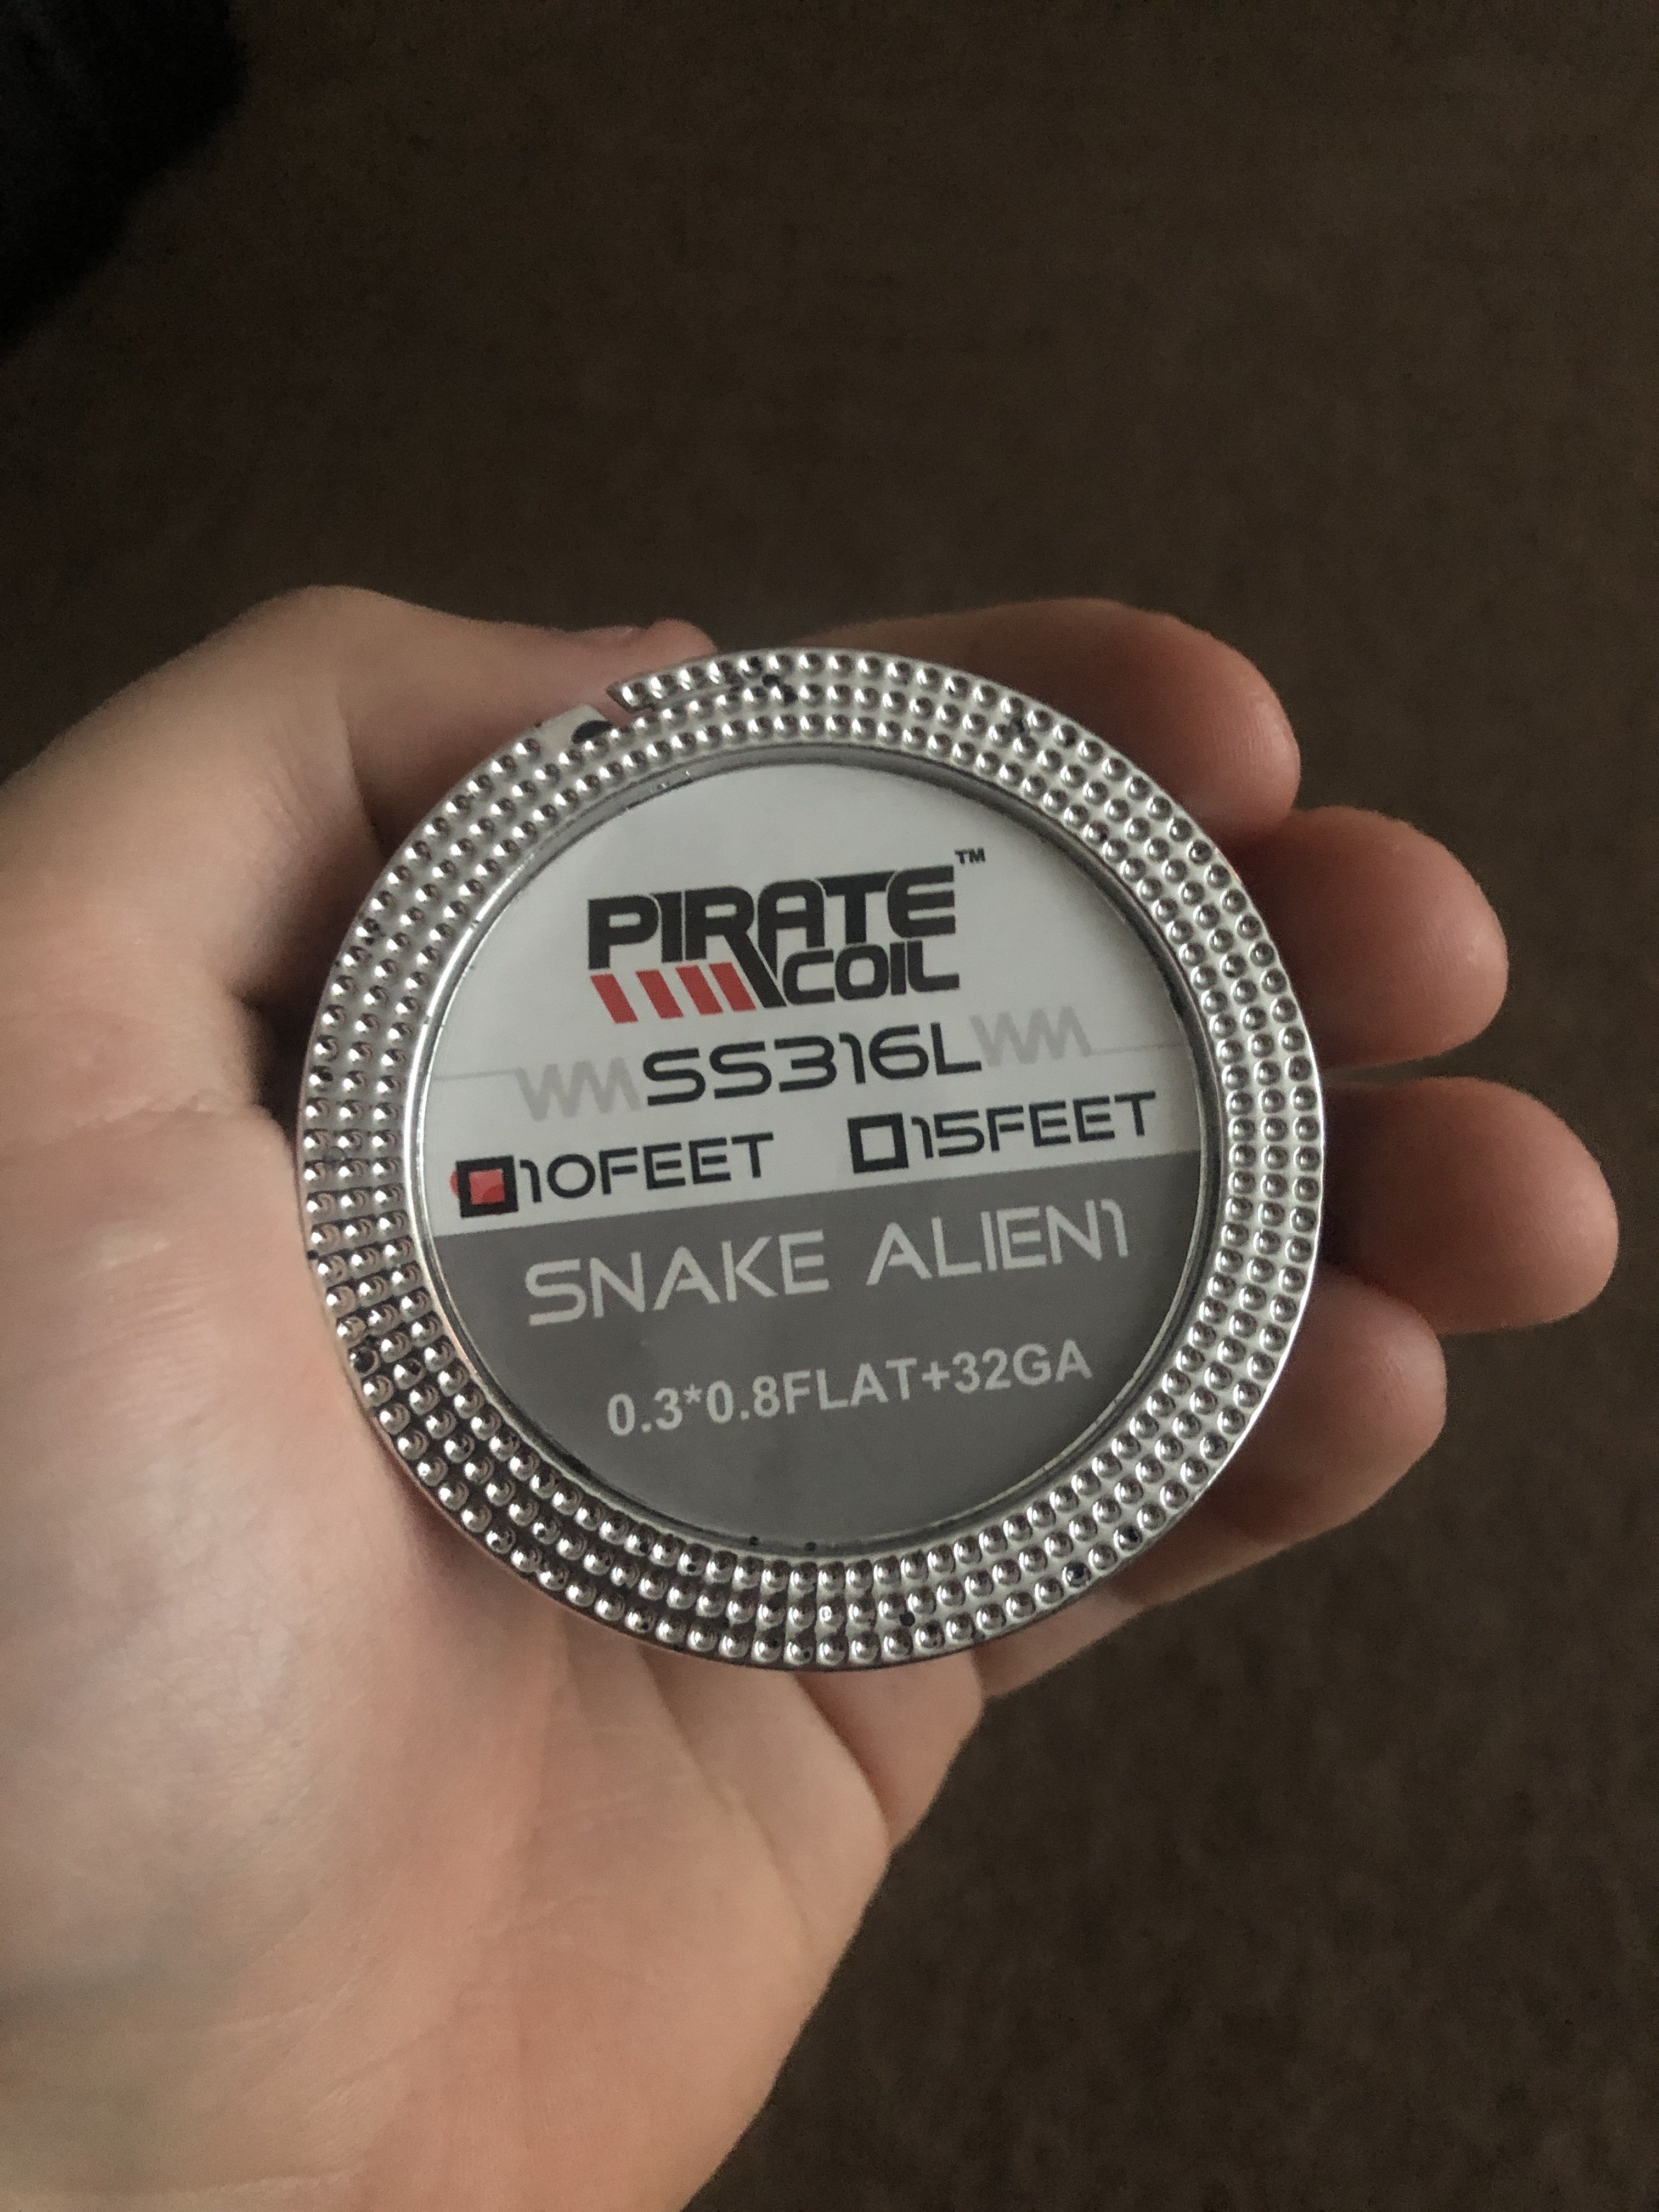 PIRATE™
COIL
SS316L
10FEET 15FEET
SNAKE ALIEN1
0.3*0.8FLAT+32GA